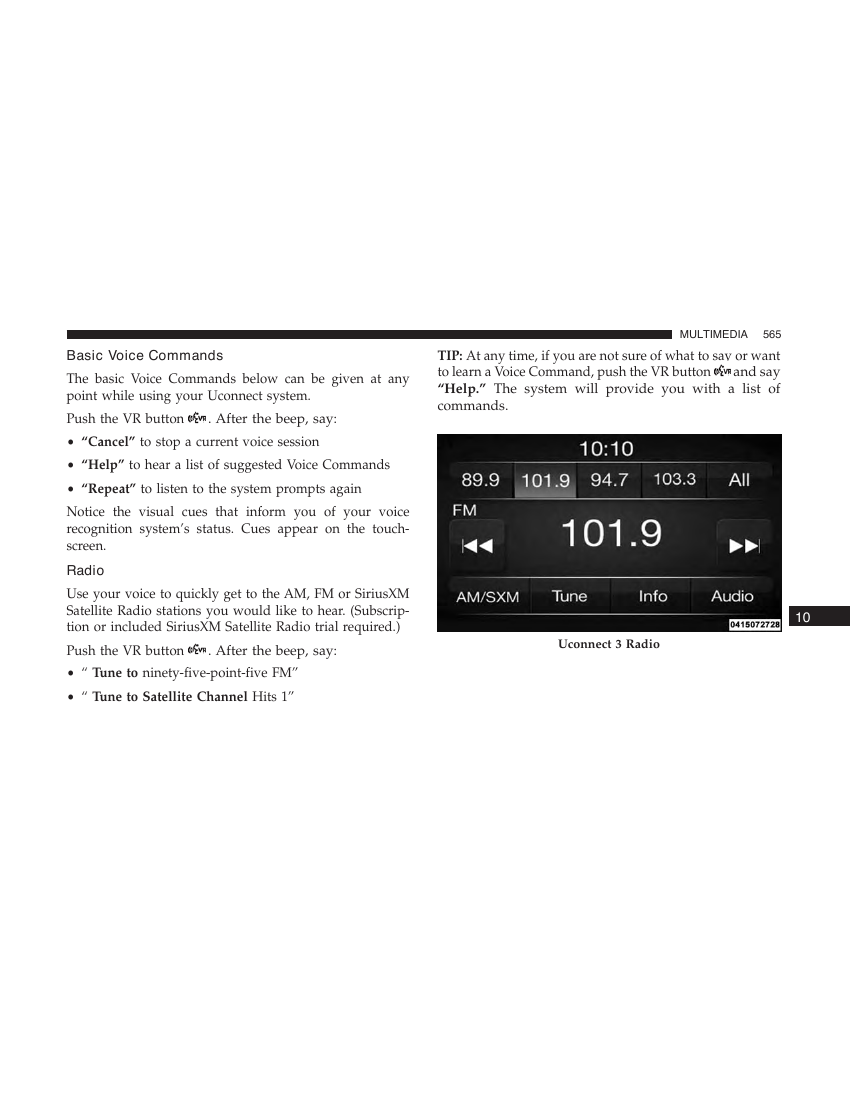 MULTIMEDIA 565
Basic Voice Commands
The basic Voice Commands below can be given at any
point while using your Uconnect system.
Push the VR button . After the beep, say:
• “Cancel” to stop a current voice session
• “Help” to hear a list of suggested Voice Commands
• “Repeat” to listen to the system prompts again
Notice the visual cues that inform you of your voice
recognition system’s status. Cues appear on the touch-
screen.
Radio
Use your voice to quickly get to the AM, FM or SiriusXM
Satellite Radio stations you would like to hear. (Subscrip-
tion or included SiriusXM Satellite Radio trial required.)
Push the VR button . After the beep, say:
• “ Tune to ninety-five-point-five FM”
• “ Tune to Satellite Channel Hits 1”
TIP: At any time, if you are not sure of what to say or want
to learn a Voice Command, push the VR button and say
“Help.” The system will provide you with a list of
commands.
10:10
89.9 101.9 94.7 103.3 All
FM
101.9
AM/SXM Tune Info Audio
0415072728
Uconnect 3 Radio
10